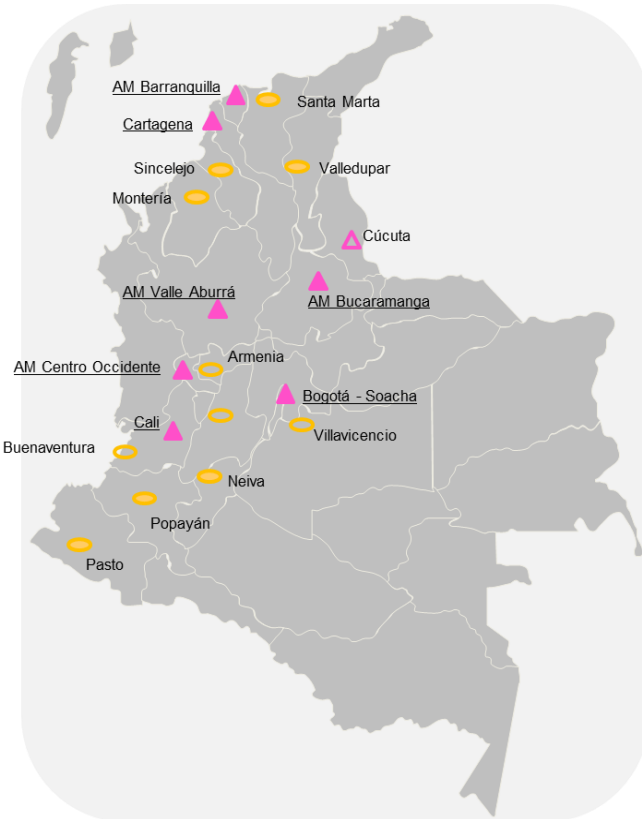 AM Barranquilla
Santa Marta
Cartagena
Sincelejo
Valledupar
Montería
Cúcuta
AM Valle Aburrá
AM Bucaramanga
Armenia
AM Centro Occidente
Bogotá - Soacha
Cali
Villavicencio
Buenaventura
Neiva
Popayán
Pasto